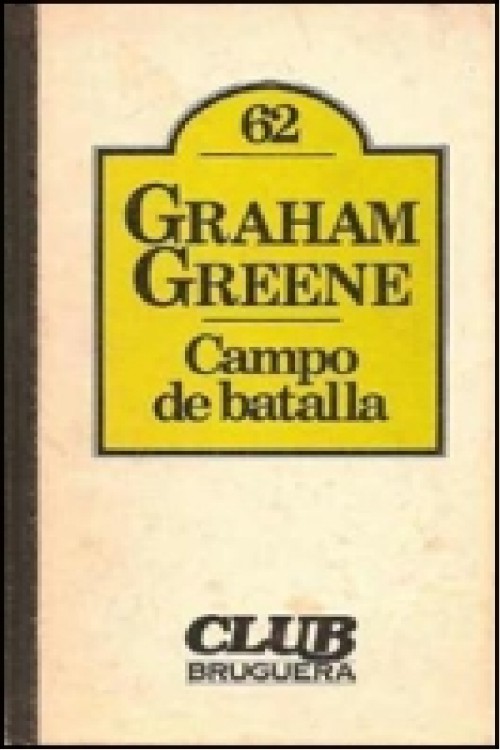 62
GRAHAM
GREENE
Campo
de batalla
CLUB
BRUGUERA